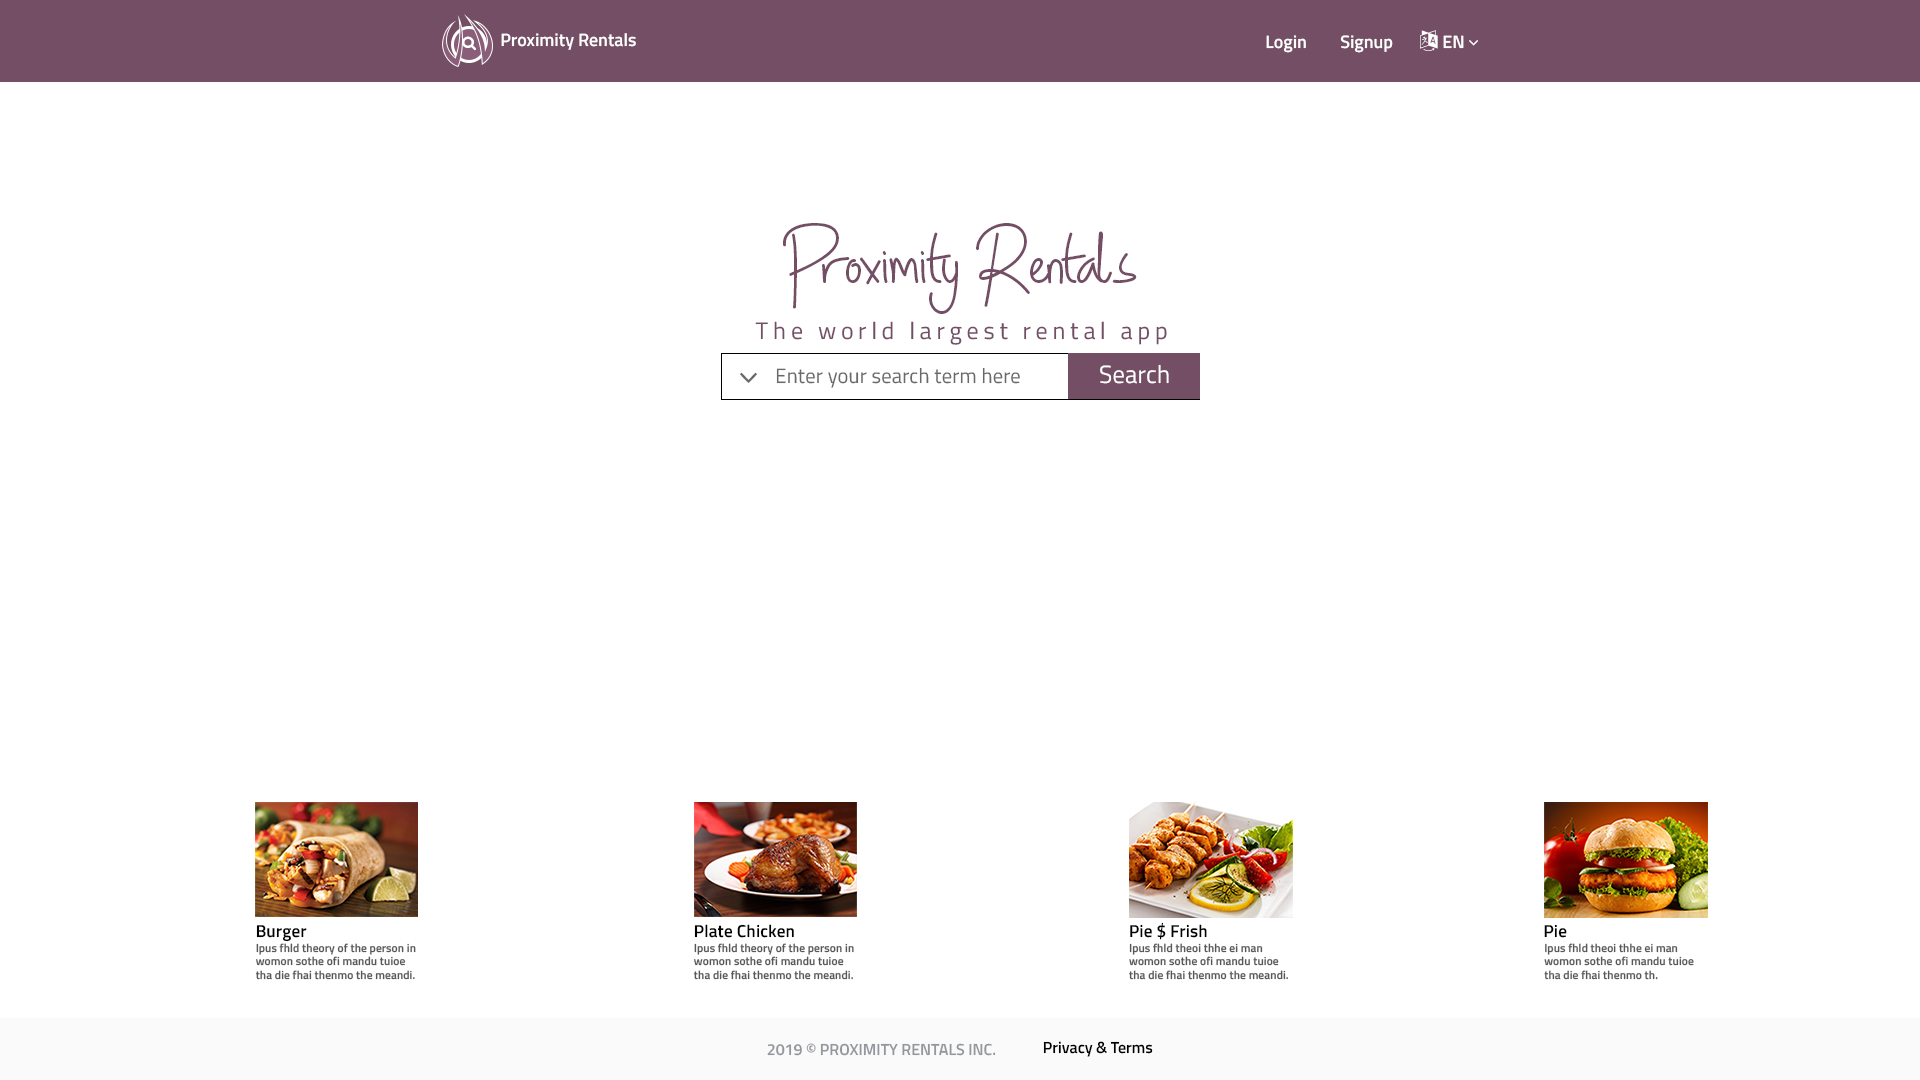 Proximity Rentals
Login
Signup
EN
Proximity Rentals
The world largest rental app
Enter your search term here
Search
Burger
Ipus fhld theory of the person in
womon sothe ofi mandu tuioe
tha die fhai thenmo the meandi.
Plate Chicken
Ipus fhld theory of the person in
womon sothe ofi mandu tuioe
tha die fhai thenmo the meandi.
Pie $ Frish
Ipus fhld theoi thhe ei man
womon sothe ofi mandu tuioe
tha die fhai thenmo the meandi.
Pie
Ipus fhld theoi thhe ei man
womon sothe ofi mandu tuioe
tha die fhai thenmo th.
2019 © PROXIMITY RENTALS INC.
Privacy & Terms